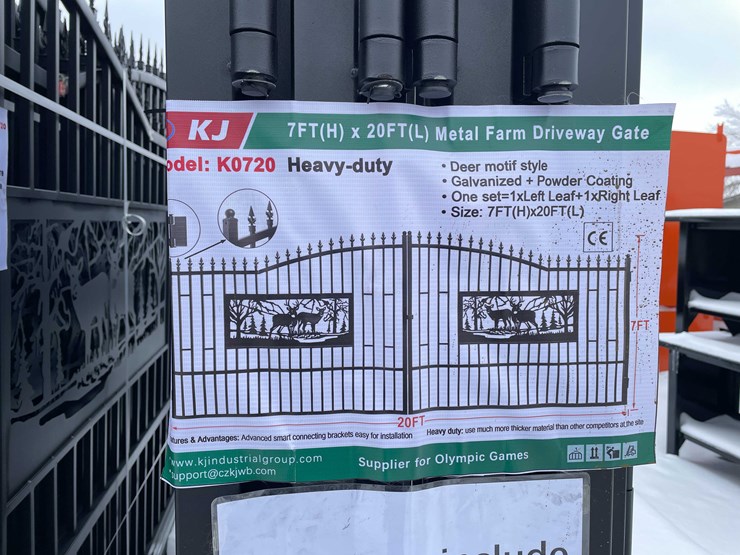 KJ
7FT(H) x 20FT(L) Metal Farm Driveway Gate
odel: K0720 Heavy-duty
• Deer motif style
• Galvanized + Powder Coating
• One set=1xLeft Leaf+1xRight Leaf
• Size: 7FT(H)x20FT(L)
CE
7FT
20FT
tures & Advantages: Advanced smart connecting brackets easy for installation
Heavy duty: use much more thicker material than other competitors at the site
www.kjindustrialgroup.com
upport@czkjwb.com
Supplier for Olympic Games
include